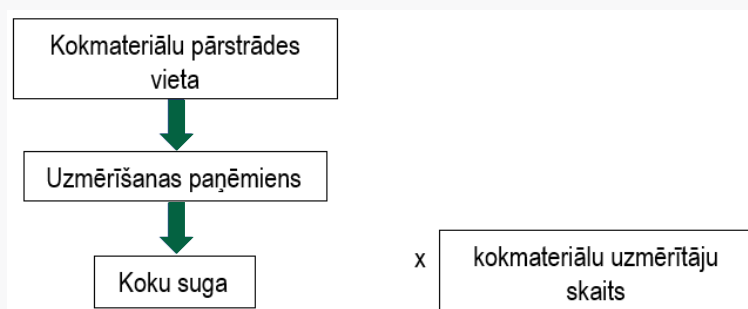 Kokmateriālu pārstrādes
vieta
Uzmērīšanas paņēmiens
Koku suga
x
kokmateriālu uzmērītāju
skaits